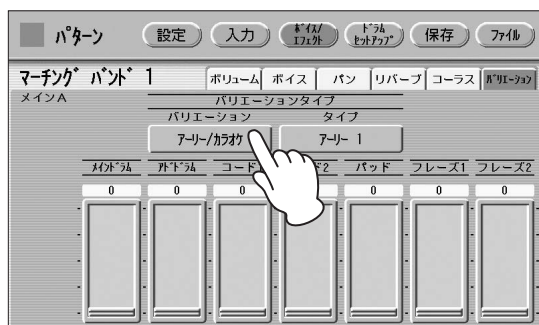 パターン 設定 入力 ボイス/エフェクト ドラムセットアップ 保存 ファイル
マーチングバンド 1 ボリューム ボイス パン リバーブ コーラス バリエーション
メインA バリエーションタイプ
バリエーション タイプ
アーリー/カラオケ アーリー 1
メインドラム アドドラム コード 2 パッド フレーズ1 フレーズ2
0 0 0 0 0 0